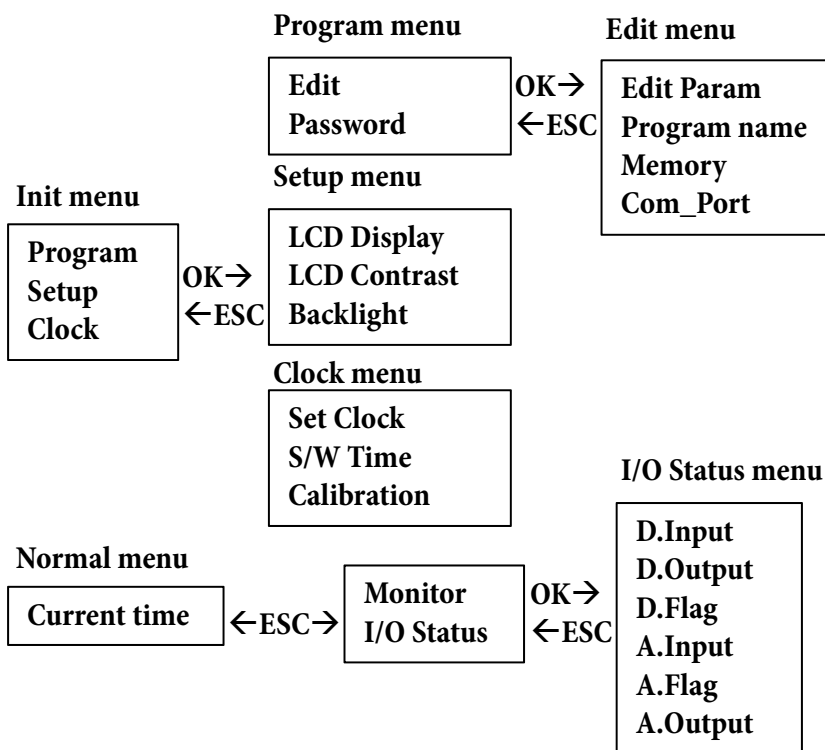 Program menu
Edit
Password
OK→
←ESC
Edit menu
Edit Param
Program name
Memory
Com_Port
Init menu
Program
Setup
Clock
OK→
←ESC
Setup menu
LCD Display
LCD Contrast
Backlight
Clock menu
Set Clock
S/W Time
Calibration
Normal menu
Current time
←ESC→
Monitor
I/O Status
OK→
←ESC
I/O Status menu
D.Input
D.Output
D.Flag
A.Input
A.Flag
A.Output